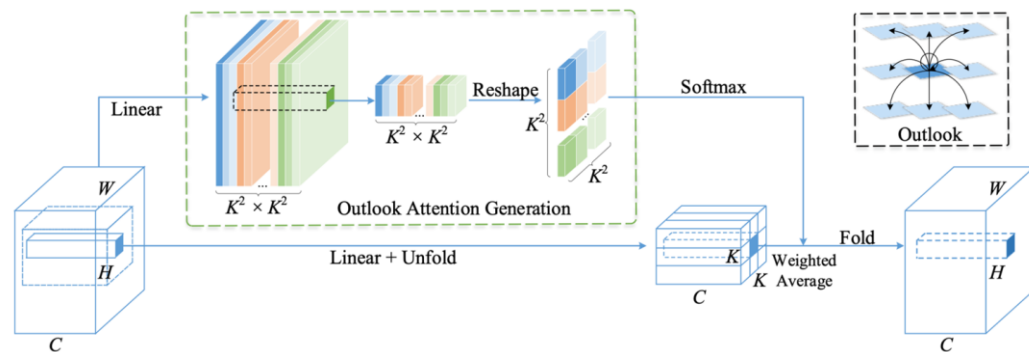 Linear
...
K² × K²
...
K² × K²
Reshape
K²
...
K²
Outlook Attention Generation
Softmax
Outlook
W
H
C
Linear + Unfold
K
K
C
Weighted
Average
Fold
W
H
C